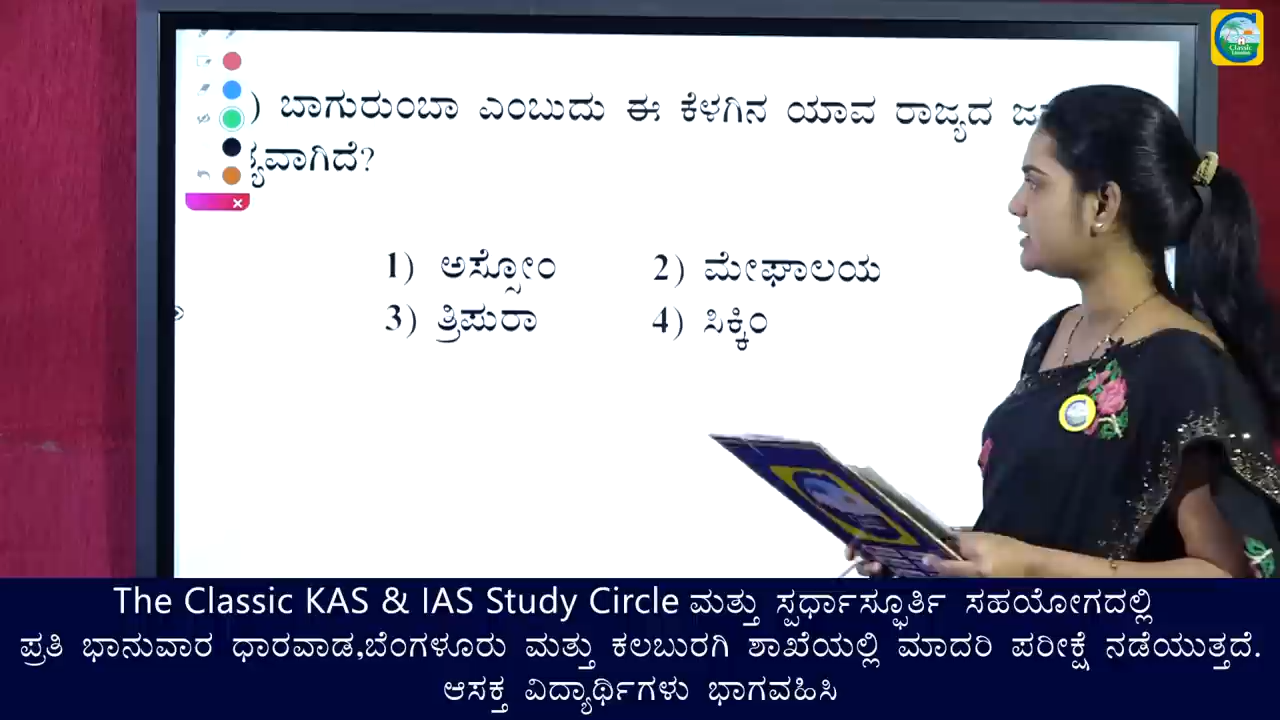 ) ಬಾಗುರುಂಬಾ ಎಂಬುದು ಈ ಕೆಳಗಿನ ಯಾವ ರಾಜ್ಯದ
1) ಅಸ್ಸೋಂ 2) ಮೇಘಾಲಯ
3) ತ್ರಿಪುರಾ 4) ಸಿಕ್ಕಿಂ
The Classic KAS & IAS Study Circle ಮತ್ತು ಸ್ಪರ್ಧಾಸ್ಫೂರ್ತಿ ಸಹಯೋಗದಲ್ಲಿ
ಪ್ರತಿ ಭಾನುವಾರ ಧಾರವಾಡ,ಬೆಂಗಳೂರು ಮತ್ತು ಕಲಬುರಗಿ ಶಾಖೆಯಲ್ಲಿ ಮಾದರಿ ಪರೀಕ್ಷೆ ನಡೆಯುತ್ತದೆ.
ಆಸಕ್ತ ವಿದ್ಯಾರ್ಥಿಗಳು ಭಾಗವಹಿಸಿ
Classic